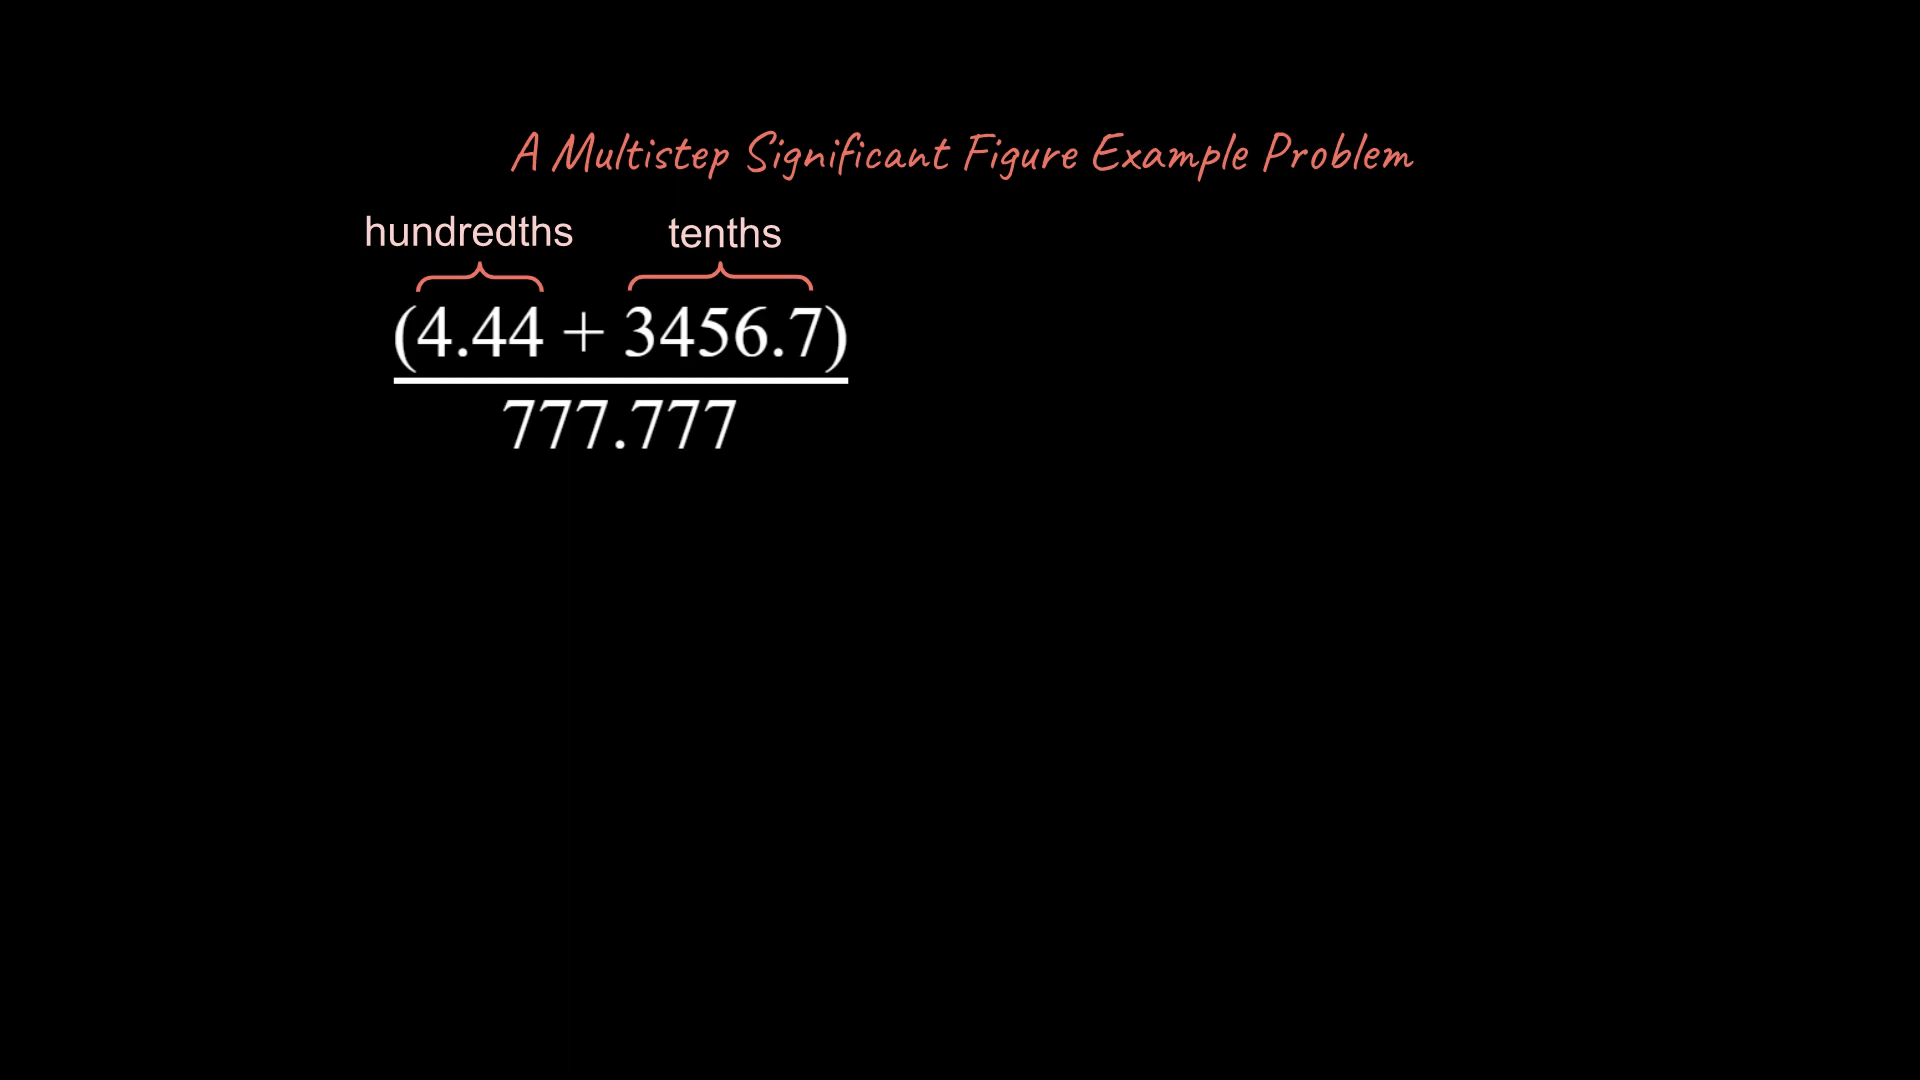 A Multistep Significant Figure Example Problem
hundredths tenths
(4.44 + 3456.7)
777.777